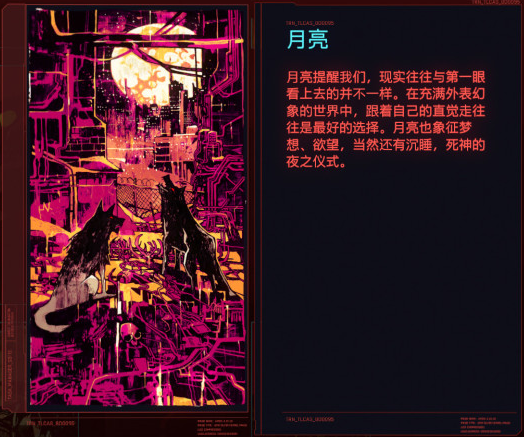 TRN_TLCAS_800095
月亮
月亮提醒我们，现实往往与第一眼
看上去的并不一样。在充满外表幻
象的世界中，跟着自己的直觉走往
往是最好的选择。月亮也象征梦
想、欲望，当然还有沉睡，死神的
夜之仪式。
TRN_TLCAS_800095
TRN_TLCAS_800095